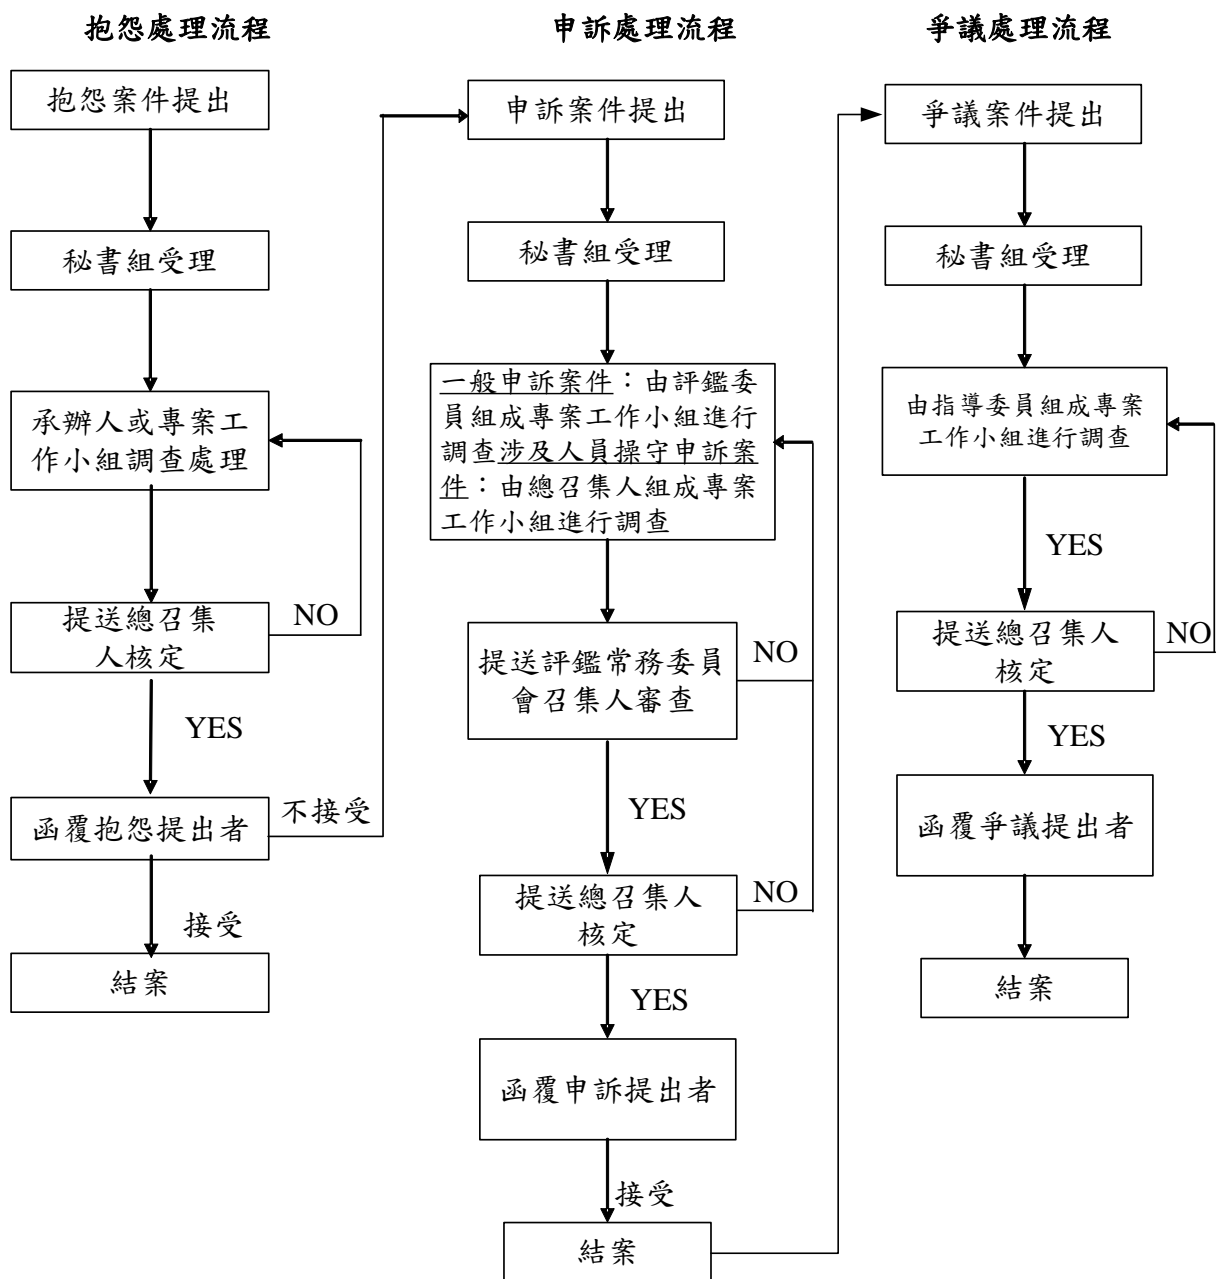 抱怨處理流程
抱怨案件提出
秘書組受理
承辦人或專案工
作小組調查處理
提送總召集
人核定
NO
YES
函覆抱怨提出者
不接受
接受
結案
申訴處理流程
申訴案件提出
秘書組受理
一般申訴案件：由評鑑委
員組成專案工作小組進行
調查涉及人員操守申訴案
件：由總召集人組成專案
工作小組進行調查
提送評鑑常務委員
會召集人審查
NO
YES
提送總召集人
核定
NO
YES
函覆申訴提出者
接受
結案
爭議處理流程
爭議案件提出
秘書組受理
由指導委員組成專案
工作小組進行調查
YES
提送總召集人
核定
NO
YES
函覆爭議提出者
結案